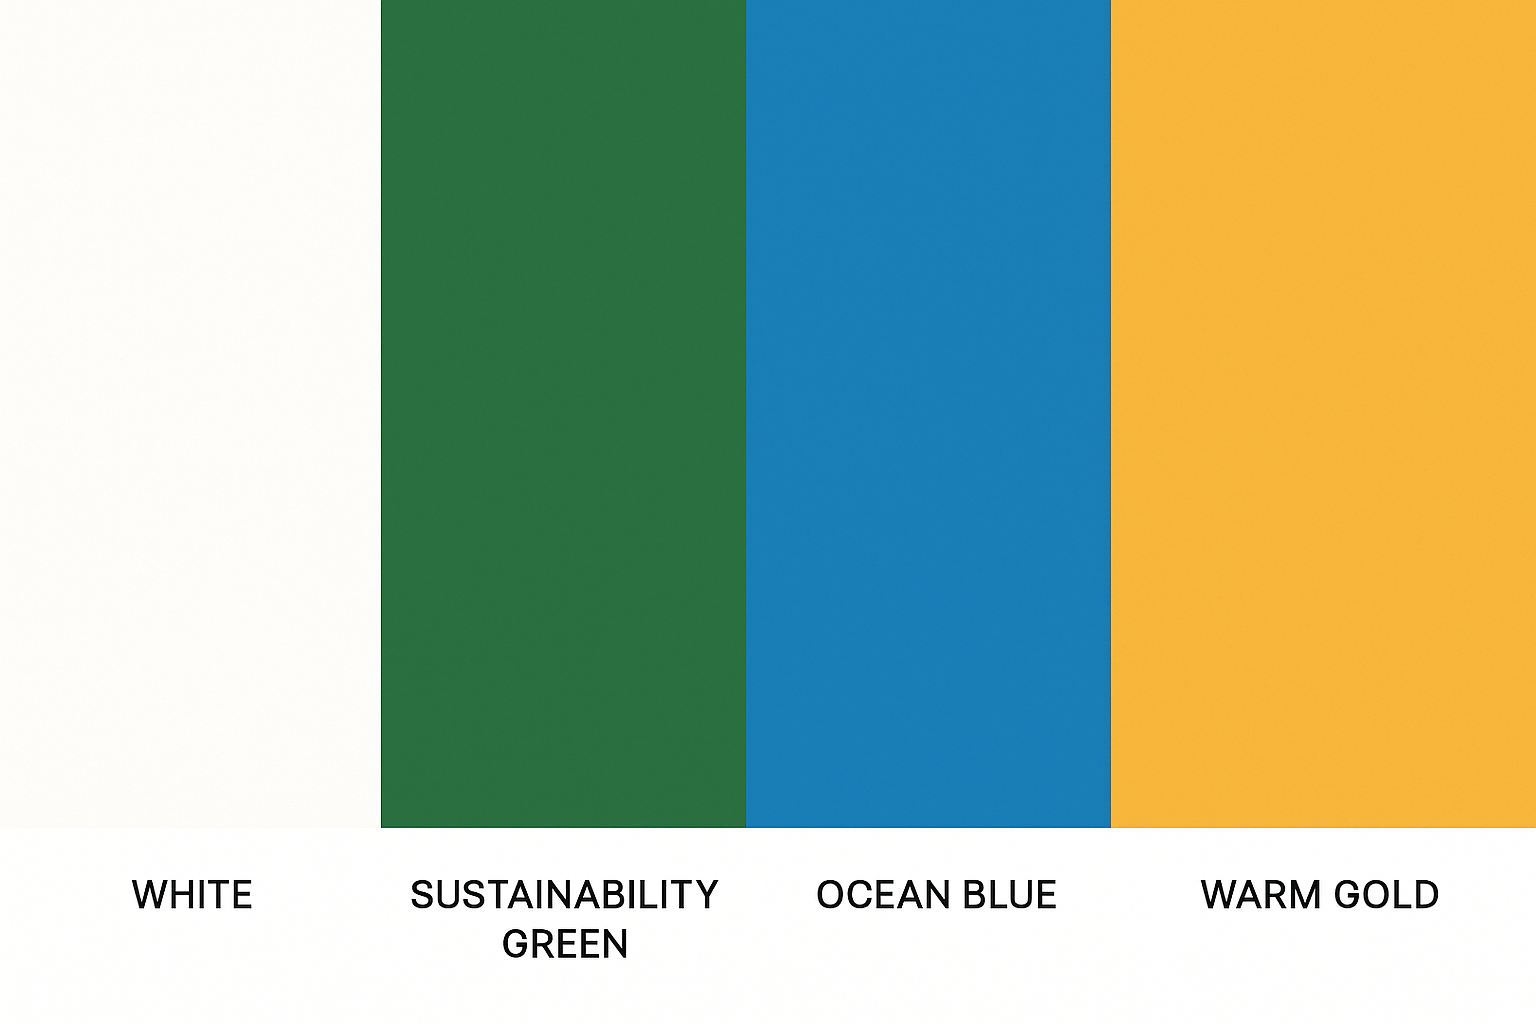 WHITE
SUSTAINABILITY
GREEN
OCEAN BLUE
WARM GOLD